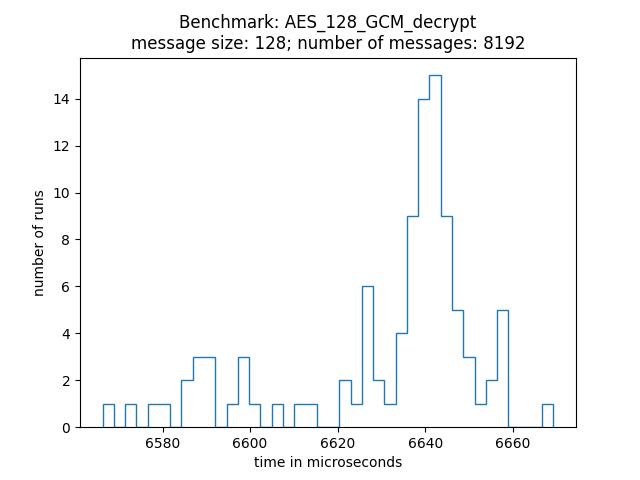 Benchmark: AES_128_GCM_decrypt
message size: 128; number of messages: 8192
number of runs
14
12
10
8
6
4
2
0
6580 6600 6620 6640 6660
time in microseconds